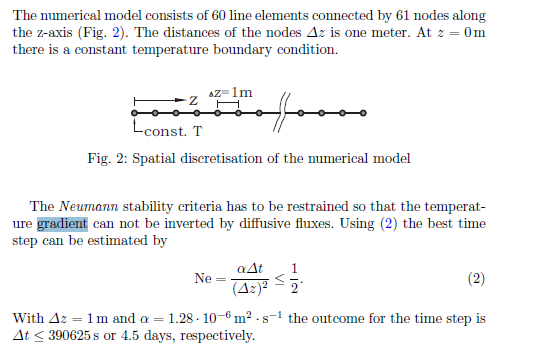 The numerical model consists of 60 line elements connected by 61 nodes along
the z-axis (Fig. 2). The distances of the nodes Δz is one meter. At z = 0 m
there is a constant temperature boundary condition.
Z
ΔZ=1m
const. T
Fig. 2: Spatial discretisation of the numerical model
The Neumann stability criteria has to be restrained so that the temperat-
ure gradient can not be inverted by diffusive fluxes. Using (2) the best time
step can be estimated by
Ne = αΔt / (Δz)² ≤ 1/2. (2)
With Δz = 1 m and α = 1.28 · 10⁻⁶ m² · s⁻¹ the outcome for the time step is
Δt ≤ 390625 s or 4.5 days, respectively.